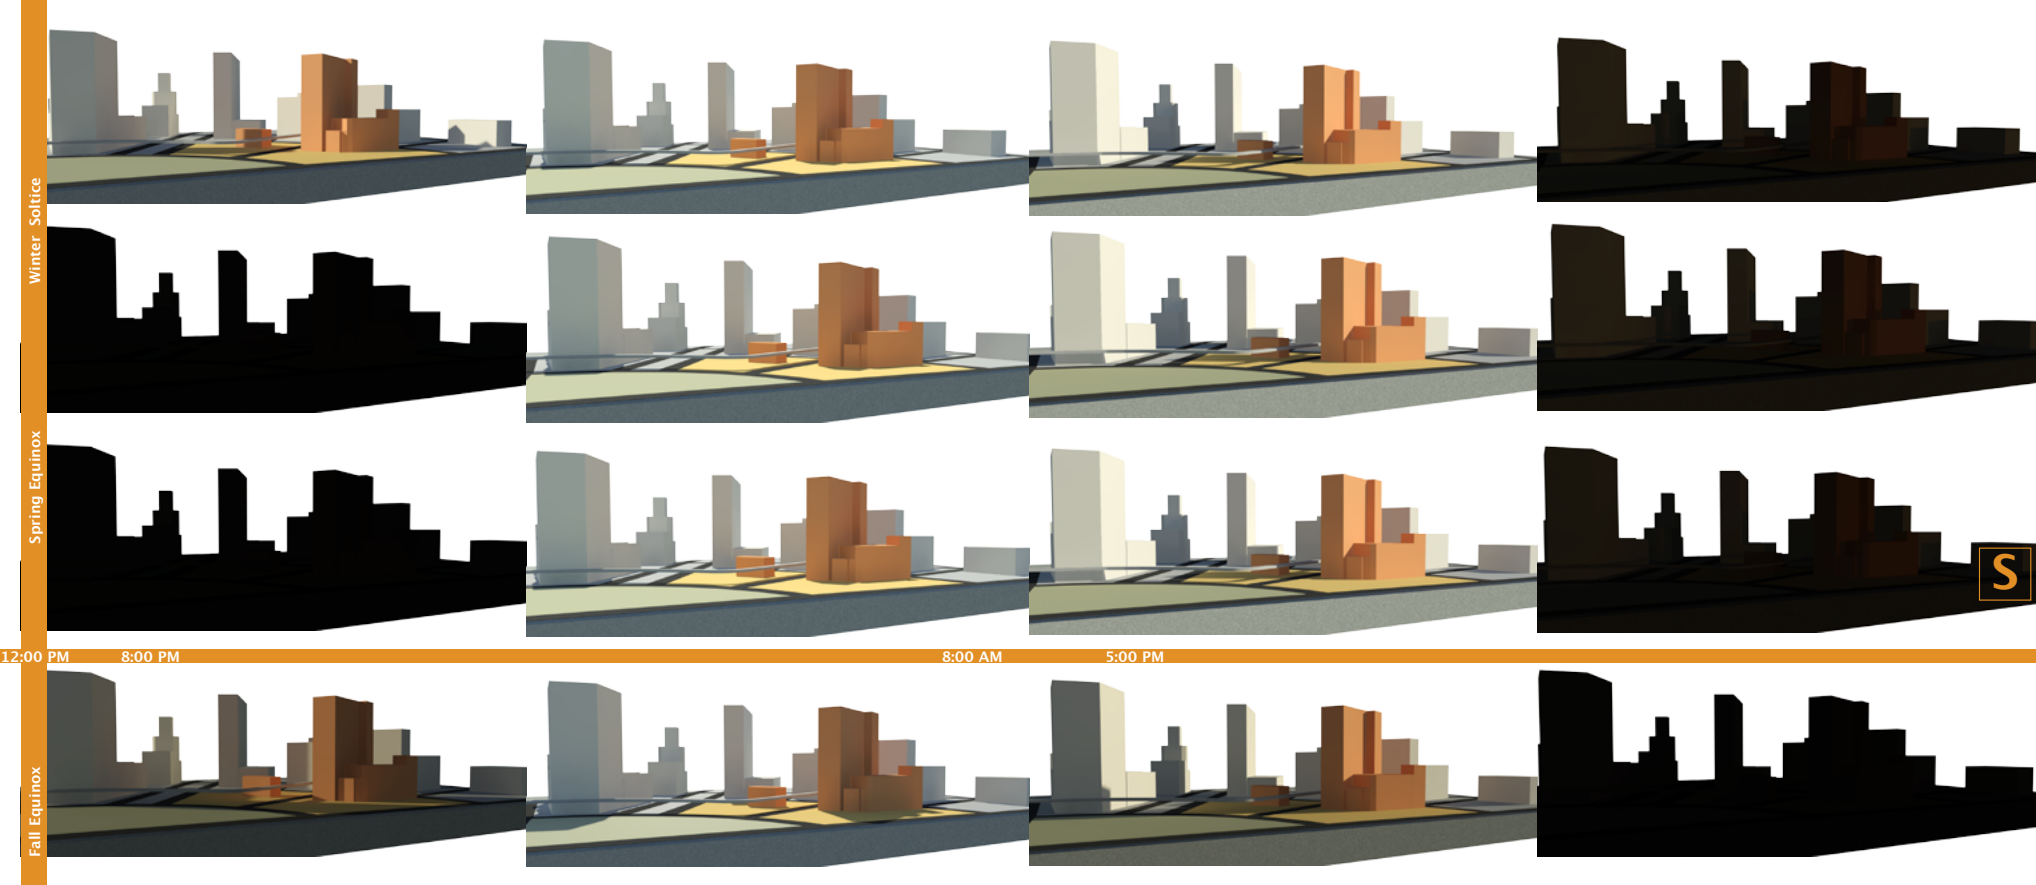 Winter Soltice
Spring Equinox
S
12:00 PM 8:00 PM 8:00 AM 5:00 PM
Fall Equinox